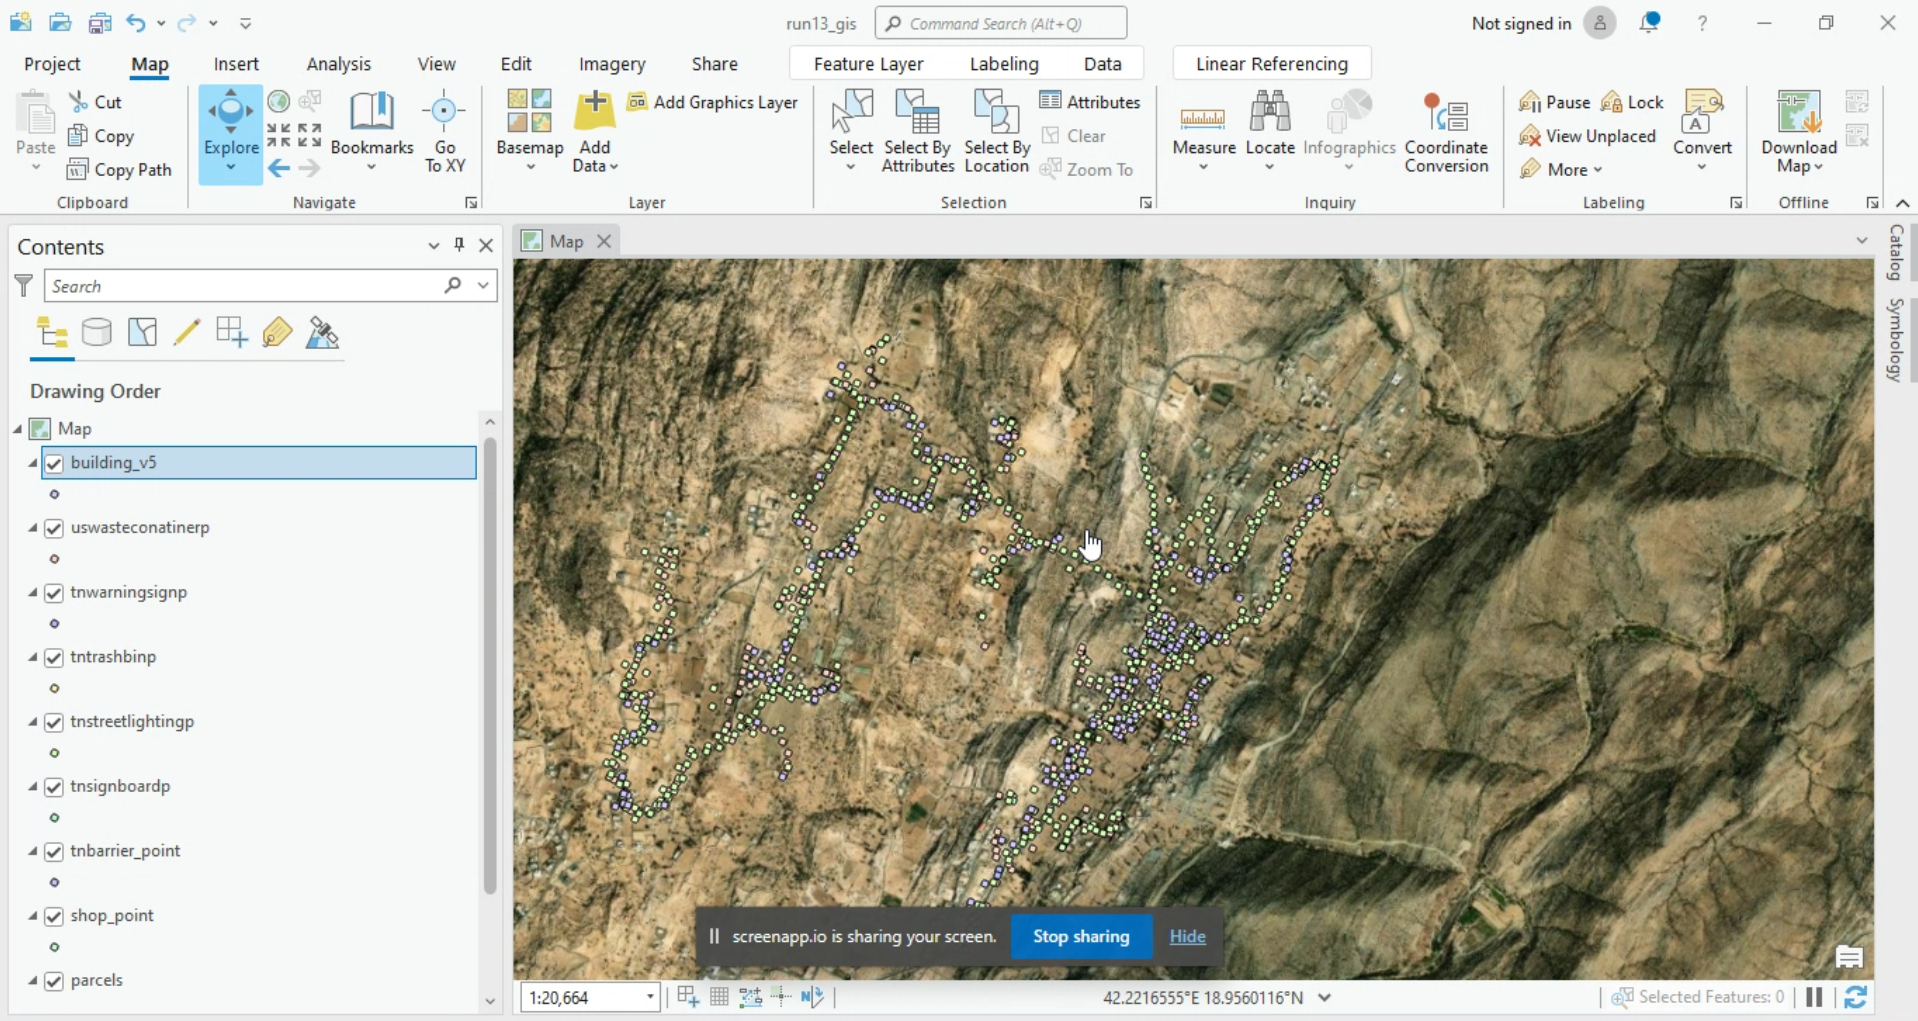 run13_gis
Command Search (Alt+Q)
Not signed in
?
Project
Map
Insert
Analysis
View
Edit
Imagery
Share
Feature Layer
Labeling
Data
Linear Referencing
Paste
Cut
Copy
Copy Path
Clipboard
Explore
Bookmarks
Go
To XY
Navigate
Basemap
Add
Data
Add Graphics Layer
Layer
Select
Select By
Attributes
Select By
Location
Attributes
Clear
Zoom To
Selection
Measure
Locate
Infographics
Coordinate
Conversion
Inquiry
Pause
Lock
View Unplaced
More
A
Convert
Labeling
Download
Map
Offline
Contents
Search
Drawing Order
Map
building_v5
uswasteconatinerp
tnwarningsignp
tntrashbinp
tnstreetlightingp
tnsignboardp
tnbarrier_point
shop_point
parcels
Map
Catalog
Symbology
screenapp.io is sharing your screen.
Stop sharing
Hide
1:20,664
N
42.2216555°E 18.9560116°N
Selected Features: 0